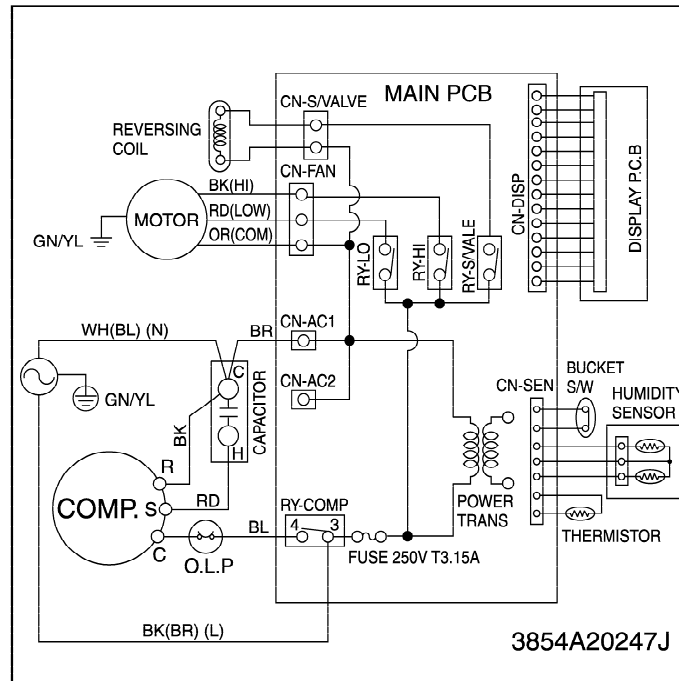 MAIN PCB
CN-S/VALVE
REVERSING
COIL
CN-FAN
BK(HI)
RD(LOW)
OR(COM)
MOTOR
GN/YL
RY-LO
RY-HI
RY-S/VALE
CN-DISP
DISPLAY P.C.B
WH(BL) (N)
BR
CN-AC1
CN-AC2
GN/YL
C
H
CAPACITOR
BK
R
S
C
COMP.
RD
O.L.P
BL
RY-COMP
4 3
FUSE 250V T3.15A
POWER
TRANS
CN-SEN
BUCKET
S/W
HUMIDITY
SENSOR
THERMISTOR
BK(BR) (L)
3854A20247J